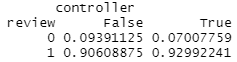 controller
review False True
0 0.09391125 0.07007759
1 0.90608875 0.92992241